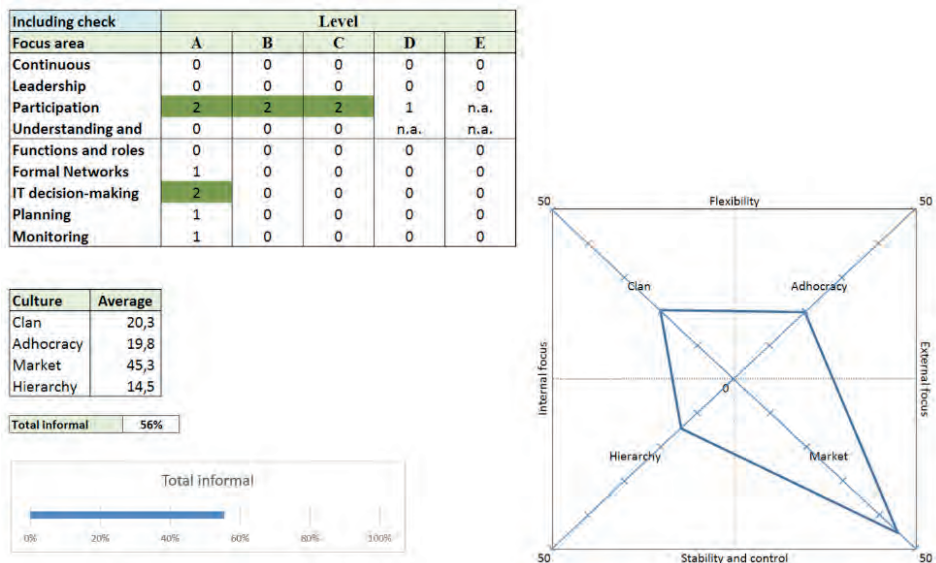 Including check Level
Focus area A B C D E
Continuous 0 0 0 0 0
Leadership 0 0 0 0 0
Participation 2 2 2 1 n.a.
Understanding and 0 0 0 n.a. n.a.
Functions and roles 0 0 0 0 0
Formal Networks 1 0 0 0 0
IT decision-making 2 0 0 0 0
Planning 1 0 0 0 0
Monitoring 1 0 0 0 0
Culture Average
Clan 20,3
Adhocracy 19,8
Market 45,3
Hierarchy 14,5
Total Informal 56%
Total informal
0% 20% 40% 60% 80% 100%
50 Flexibility 50
Clan Adhocracy
Internal focus
External focus
0
Hierarchy Market
50 Stability and control 50